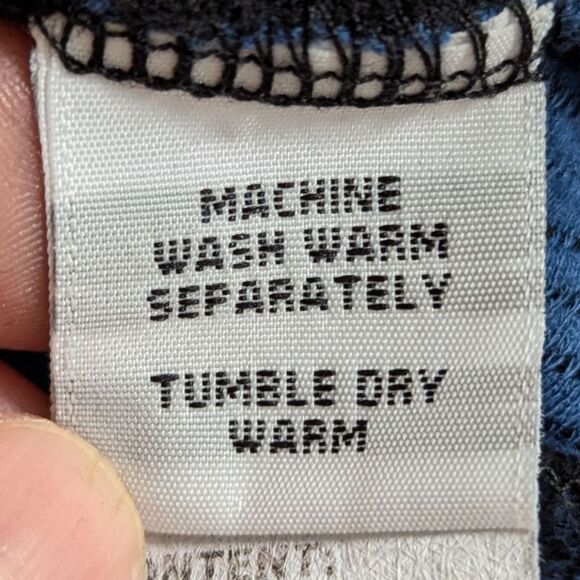 MACHINE
WASH WARM
SEPARATELY
TUMBLE DRY
WARM